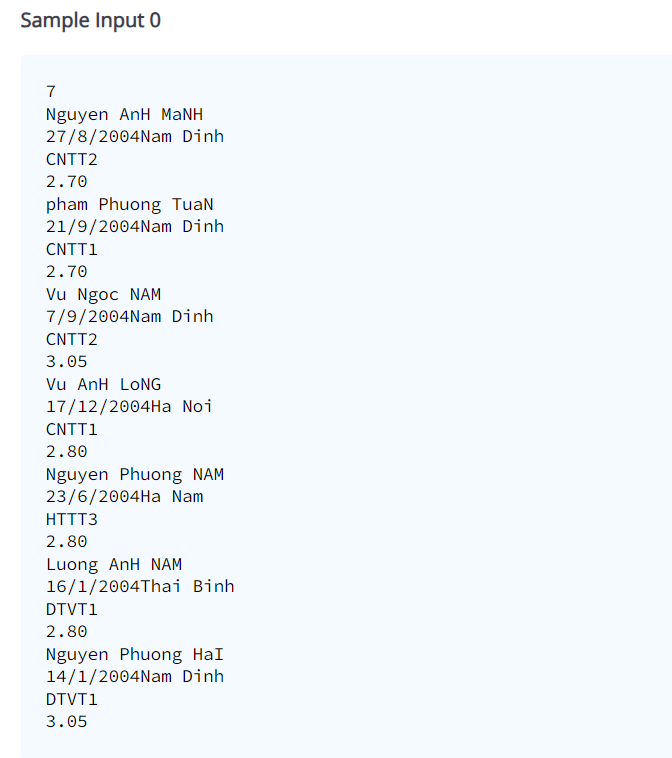 Sample Input 0
7
Nguyen AnH MaNH
27/8/2004Nam Dinh
CNTT2
2.70
pham Phuong TuaN
21/9/2004Nam Dinh
CNTT1
2.70
Vu Ngoc NAM
7/9/2004Nam Dinh
CNTT2
3.05
Vu AnH LoNG
17/12/2004Ha Noi
CNTT1
2.80
Nguyen Phuong NAM
23/6/2004Ha Nam
HTTT3
2.80
Luong AnH NAM
16/1/2004Thai Binh
DTVT1
2.80
Nguyen Phuong HaI
14/1/2004Nam Dinh
DTVT1
3.05